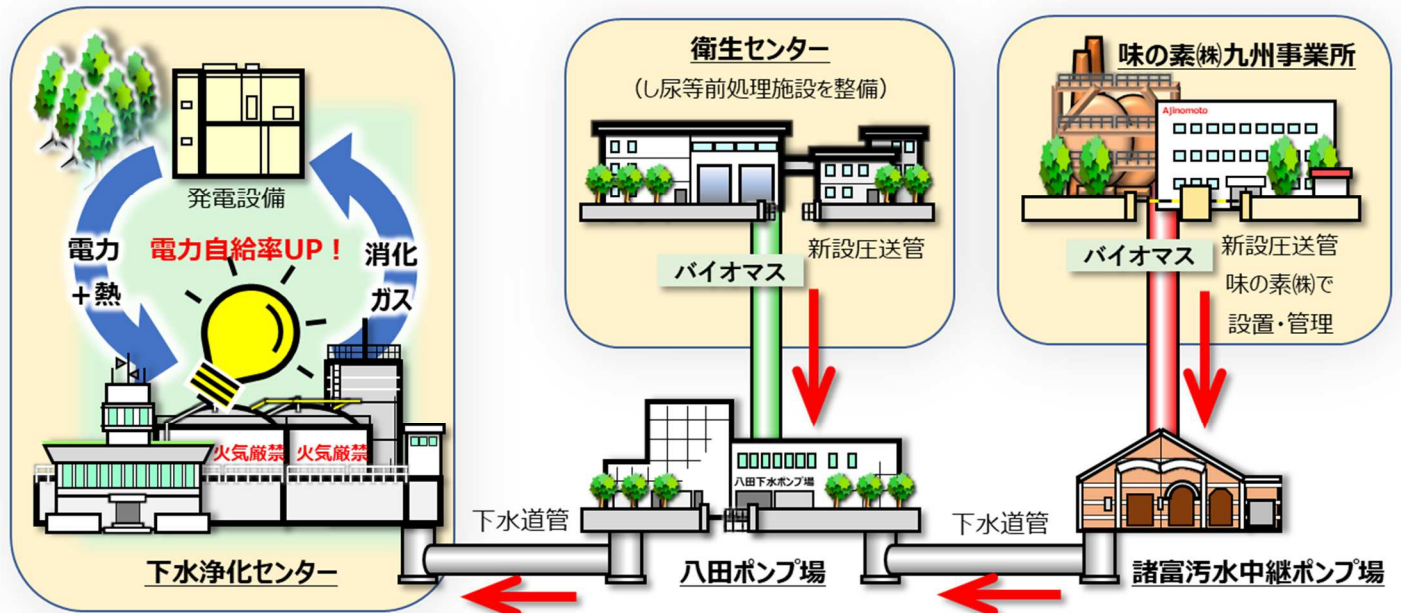 発電設備
電力
+熱
電力自給率UP！
消化
ガス
火気厳禁
火気厳禁
下水浄化センター
衛生センター
（し尿等前処理施設を整備）
新設圧送管
バイオマス
八田下水ポンプ場
下水道管
八田ポンプ場
味の素㈱九州事業所
Ajinomoto
バイオマス
新設圧送管
味の素㈱で
設置・管理
下水道管
諸富汚水中継ポンプ場